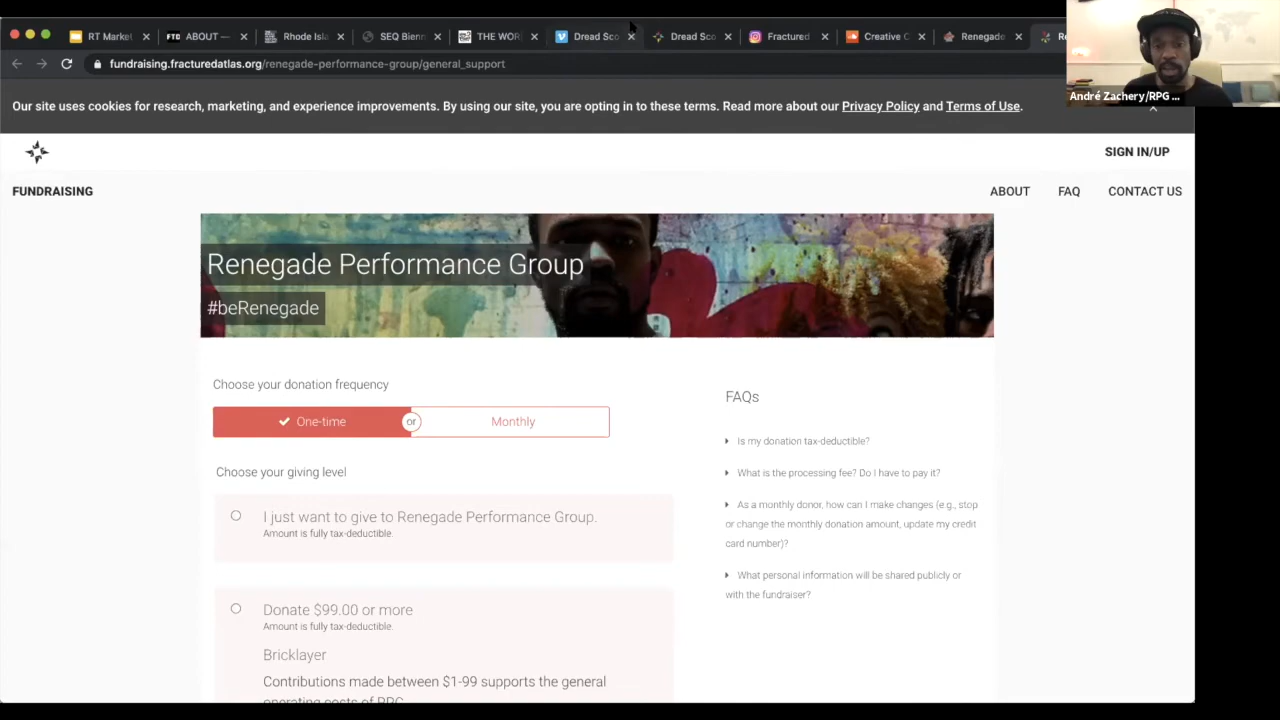 RT Market
ABOUT —
Rhode Isla
SEQ Bienn
THE WOR
Dread Sco
Dread Sco
Fractured
Creative C
Renegade
fundraising.fracturedatlas.org/renegade-performance-group/general_support
André Zachery/RPG ...
Our site uses cookies for research, marketing, and experience improvements. By using our site, you are opting in to these terms. Read more about our Privacy Policy and Terms of Use.
SIGN IN/UP
FUNDRAISING
ABOUT
FAQ
CONTACT US
Renegade Performance Group
#beRenegade
Choose your donation frequency
One-time
or
Monthly
Choose your giving level
I just want to give to Renegade Performance Group.
Amount is fully tax-deductible.
Donate $99.00 or more
Amount is fully tax-deductible.
Bricklayer
Contributions made between $1-99 supports the general
operating costs of RPG
FAQs
Is my donation tax-deductible?
What is the processing fee? Do I have to pay it?
As a monthly donor, how can I make changes (e.g., stop
or change the monthly donation amount, update my credit
card number)?
What personal information will be shared publicly or
with the fundraiser?